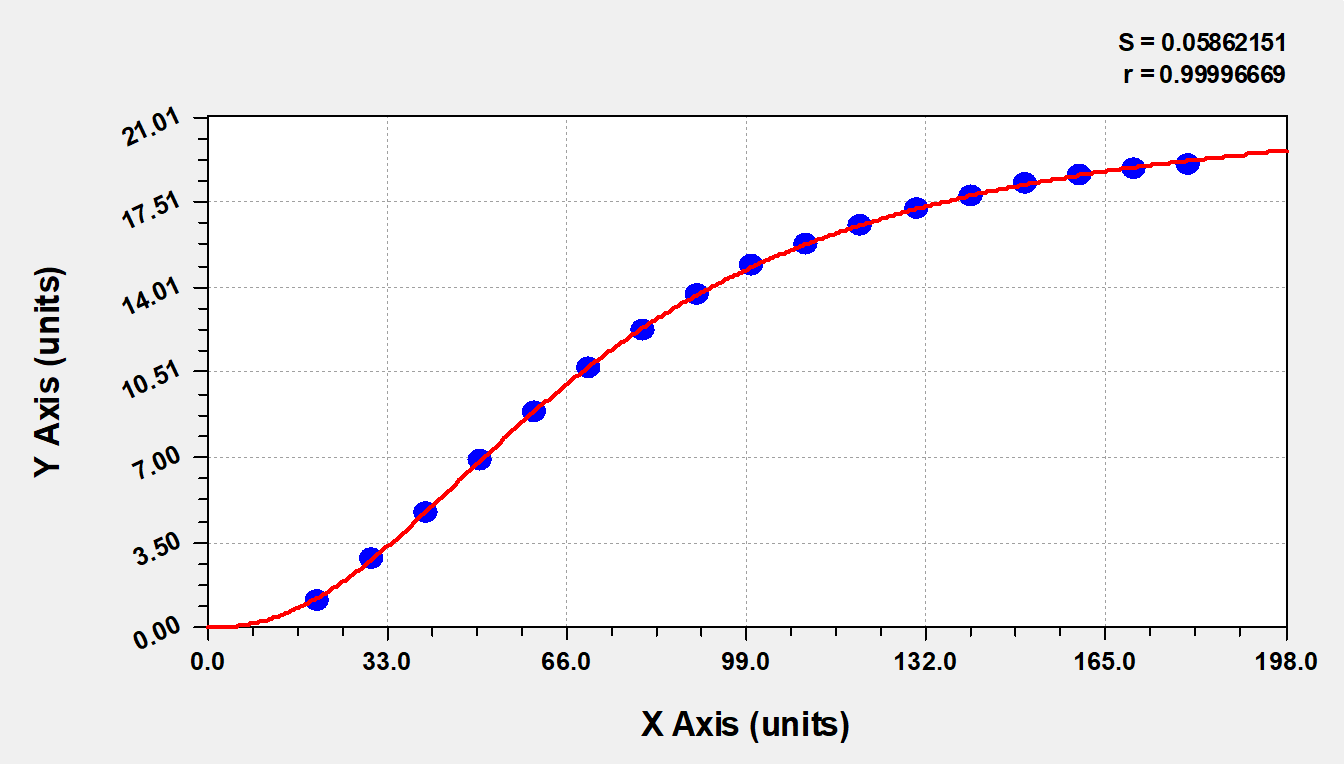 S = 0.05862151
r = 0.99996669
21.01
17.51
14.01
10.51
7.00
3.50
0.00
Y Axis (units)
0.0 33.0 66.0 99.0 132.0 165.0 198.0
X Axis (units)